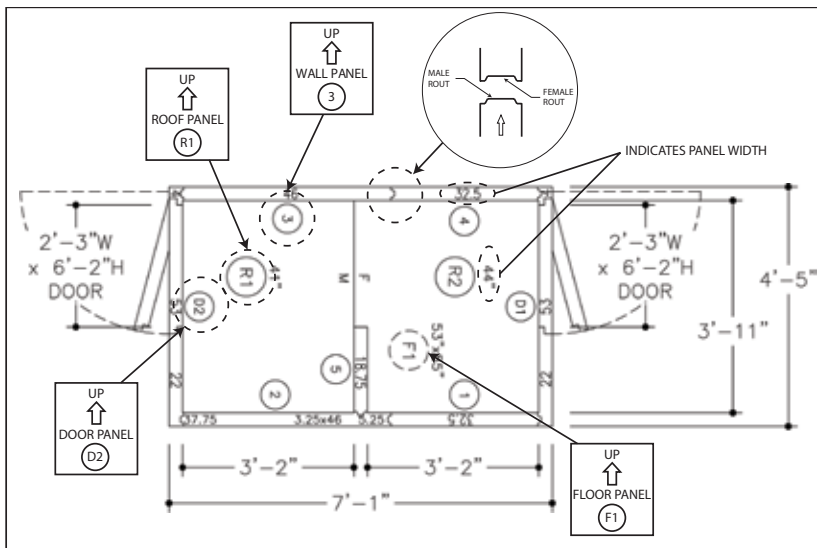 UP
WALL PANEL
3
UP
ROOF PANEL
R1
MALE
ROUT
FEMALE
ROUT
INDICATES PANEL WIDTH
46
32.5
3
4
2'-3"W
x 6'-2"H
DOOR
R1
44"
M
F
R2
44"
D2
53
D1
53
2'-3"W
x 6'-2"H
DOOR
4'-5"
3'-11"
F1
5
18.75
22
2
1
22
37.75
3.25x46
5.25
32.5
UP
DOOR PANEL
D2
3'-2"
3'-2"
7'-1"
UP
FLOOR PANEL
F1